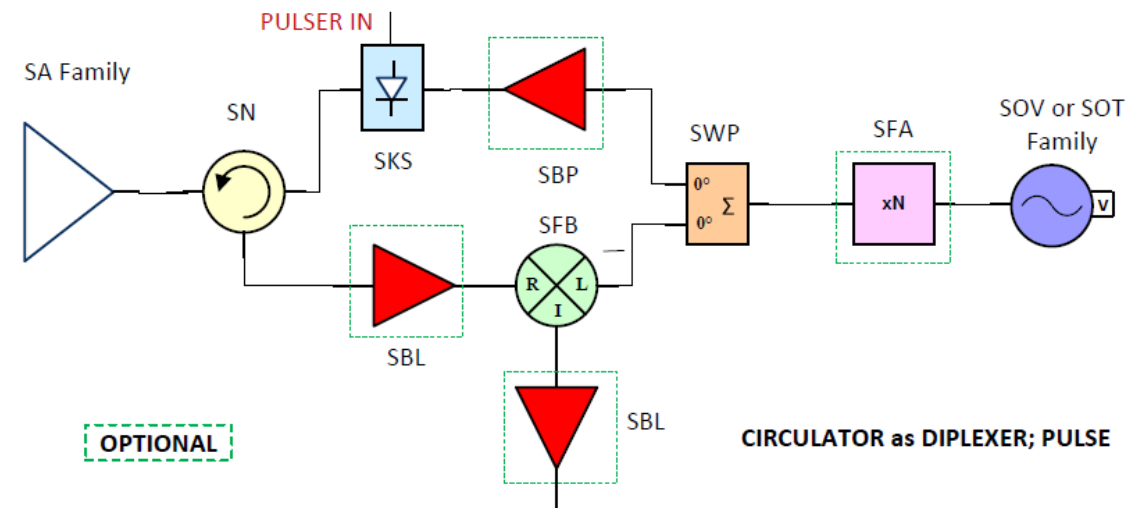 PULSER IN
SA Family
SN
SKS
SBP
SWP
SFA
SOV or SOT
Family
0°
0°
Σ
xN
V
SFB
R
L
I
SBL
SBL
OPTIONAL
CIRCULATOR as DIPLEXER; PULSE